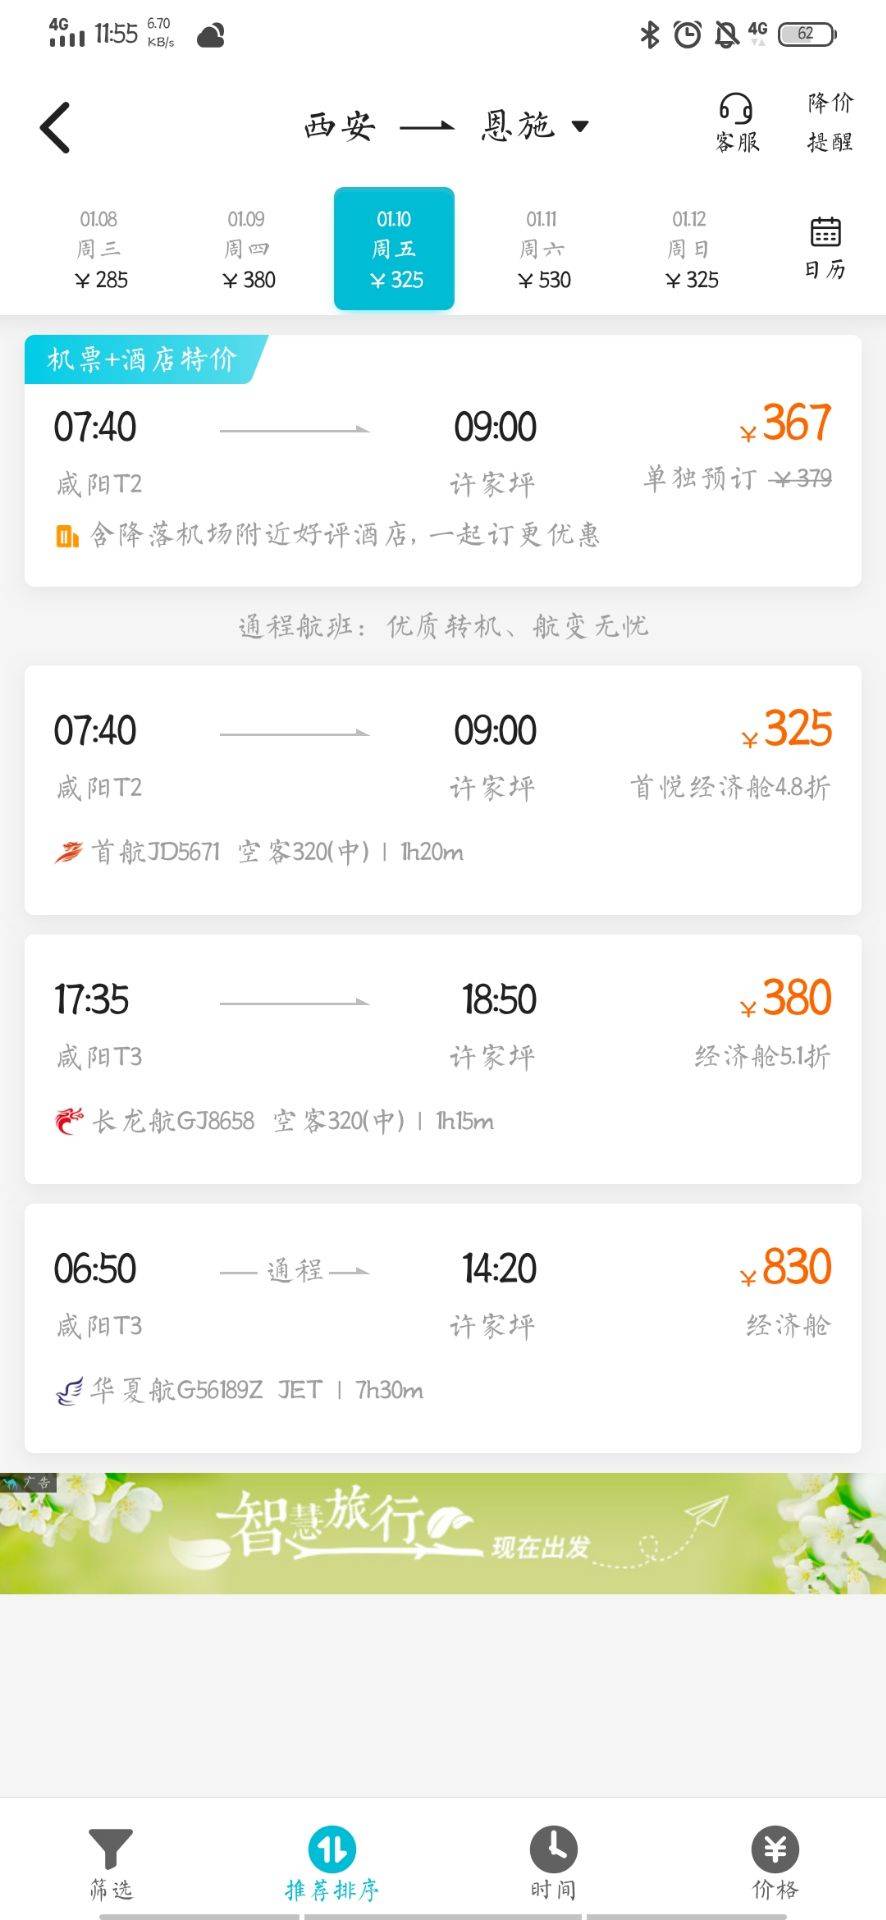 4G 11:55 6.70 KB/s 4G 62
西安 恩施 客服 降价提醒
01.08 01.09 01.10 01.11 01.12
周三 周四 周五 周六 周日 日历
¥285 ¥380 ¥325 ¥530 ¥325
机票+酒店特价
07:40 09:00 ¥367
咸阳T2 许家坪 单独预订 ¥379
含降落机场附近好评酒店,一起订更优惠
通程航班：优质转机、航变无忧
07:40 09:00 ¥325
咸阳T2 许家坪 首悦经济舱4.8折
首航JD5671 空客320(中) | 1h20m
17:35 18:50 ¥380
咸阳T3 许家坪 经济舱5.1折
长龙航GJ8658 空客320(中) | 1h15m
06:50 通程 14:20 ¥830
咸阳T3 许家坪 经济舱
华夏航G56189Z JET | 7h30m
广告
智慧旅行 现在出发
筛选 推荐排序 时间 价格